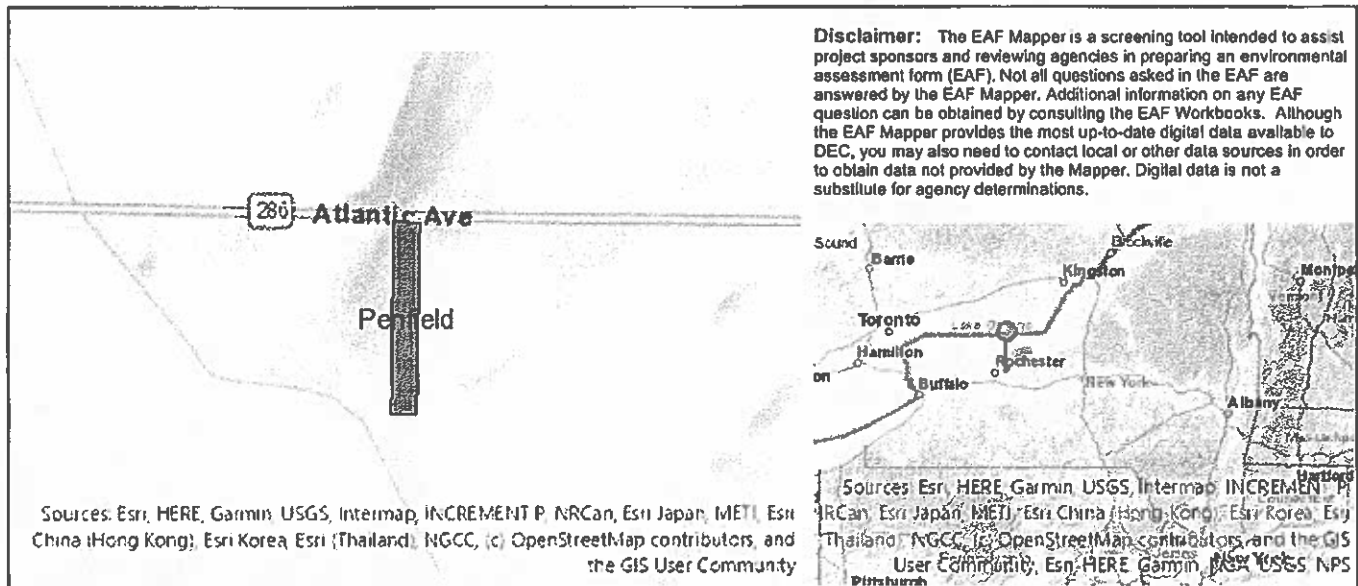 Disclaimer: The EAF Mapper is a screening tool intended to assist
project sponsors and reviewing agencies in preparing an environmental
assessment form (EAF). Not all questions asked in the EAF are
answered by the EAF Mapper. Additional information on any EAF
question can be obtained by consulting the EAF Workbooks. Although
the EAF Mapper provides the most up-to-date digital data available to
DEC, you may also need to contact local or other data sources in order
to obtain data not provided by the Mapper. Digital data is not a
substitute for agency determinations.
286 Atlantic Ave
Penfield
Sources: Esri, HERE, Garmin, USGS, Intermap, INCREMENT P, NRCan, Esri Japan, METI, Esri
China (Hong Kong), Esri Korea, Esri (Thailand), NGCC, (c) OpenStreetMap contributors, and
the GIS User Community
Sound
Barrie
Kingston
Toronto
Hamilton
Rochester
Buffalo
New York
Albany
Hartford
Pittsburgh
New York
Sources: Esri, HERE, Garmin, USGS, Intermap, INCREMENT P,
NRCan, Esri Japan, METI, Esri China (Hong Kong), Esri Korea, Esri
(Thailand), NGCC, (c) OpenStreetMap contributors, and the GIS
User Community, Esri, HERE, Garmin, NGA, USGS, NPS